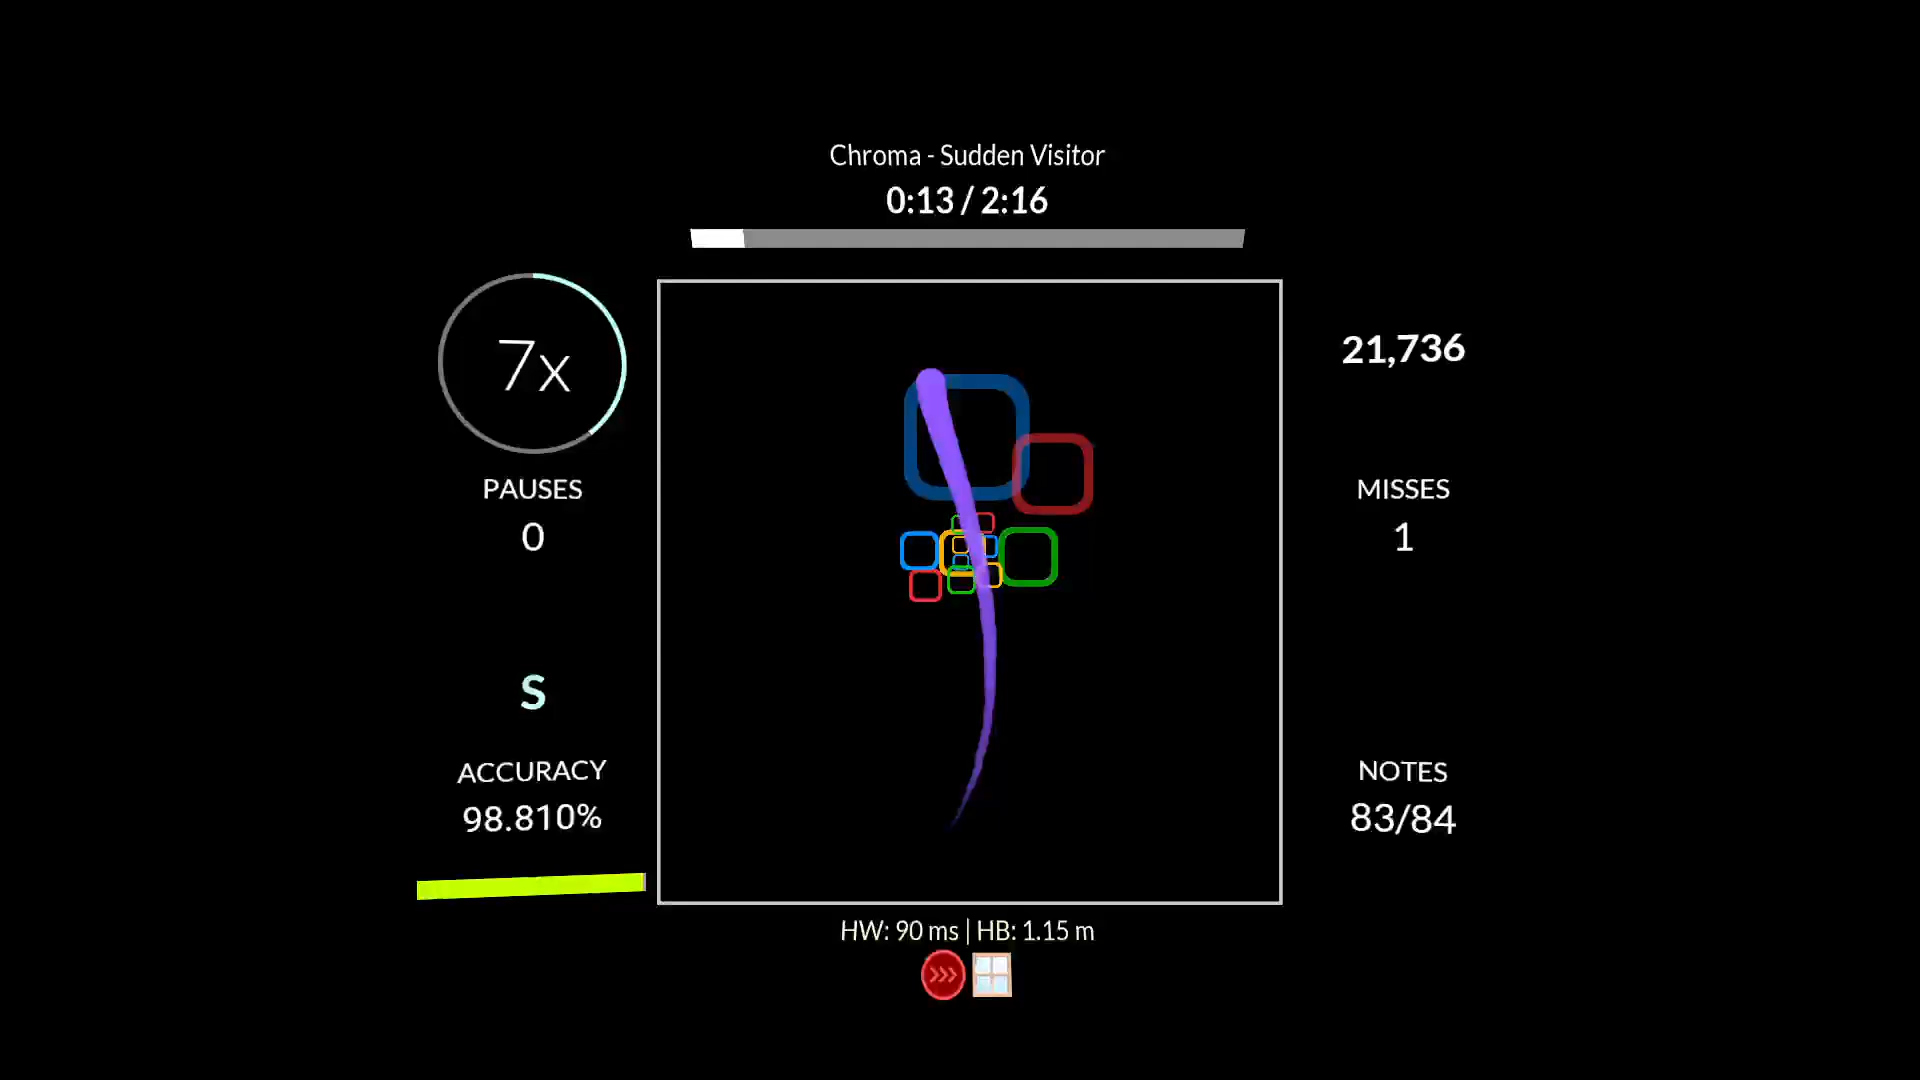 Chroma - Sudden Visitor
0:13 / 2:16
7x
21,736
PAUSES
0
MISSES
1
S
ACCURACY
98.810%
NOTES
83/84
HW: 90 ms | HB: 1.15 m